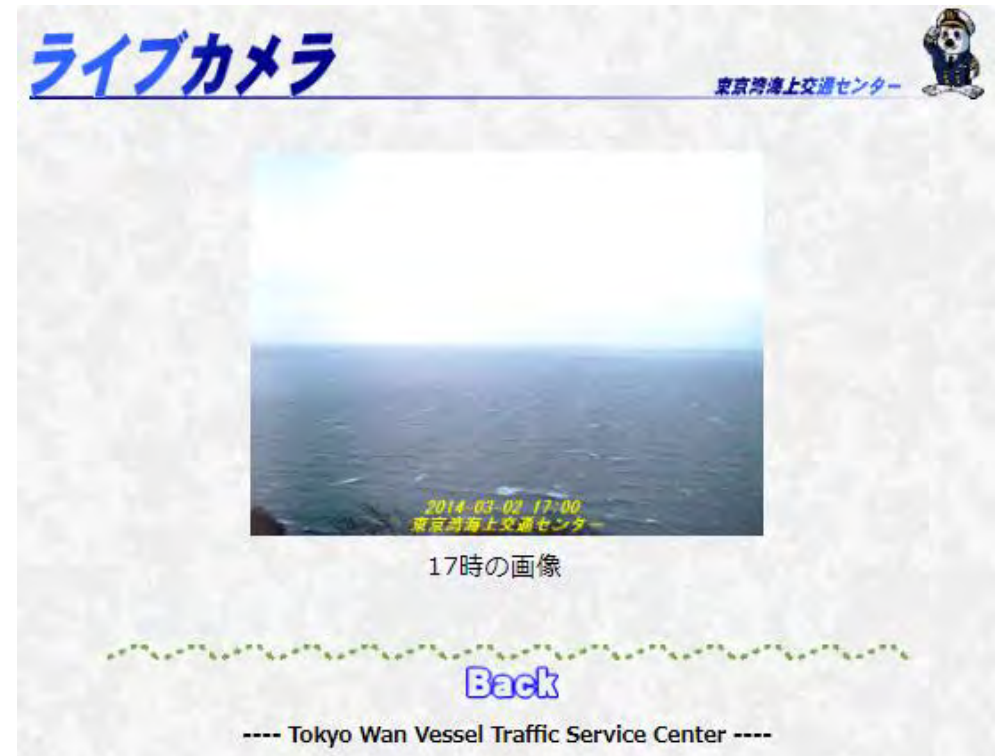 ライブカメラ
東京湾海上交通センター
2014-03-02 17:00
東京湾海上交通センター
17時の画像
Back
---- Tokyo Wan Vessel Traffic Service Center ----